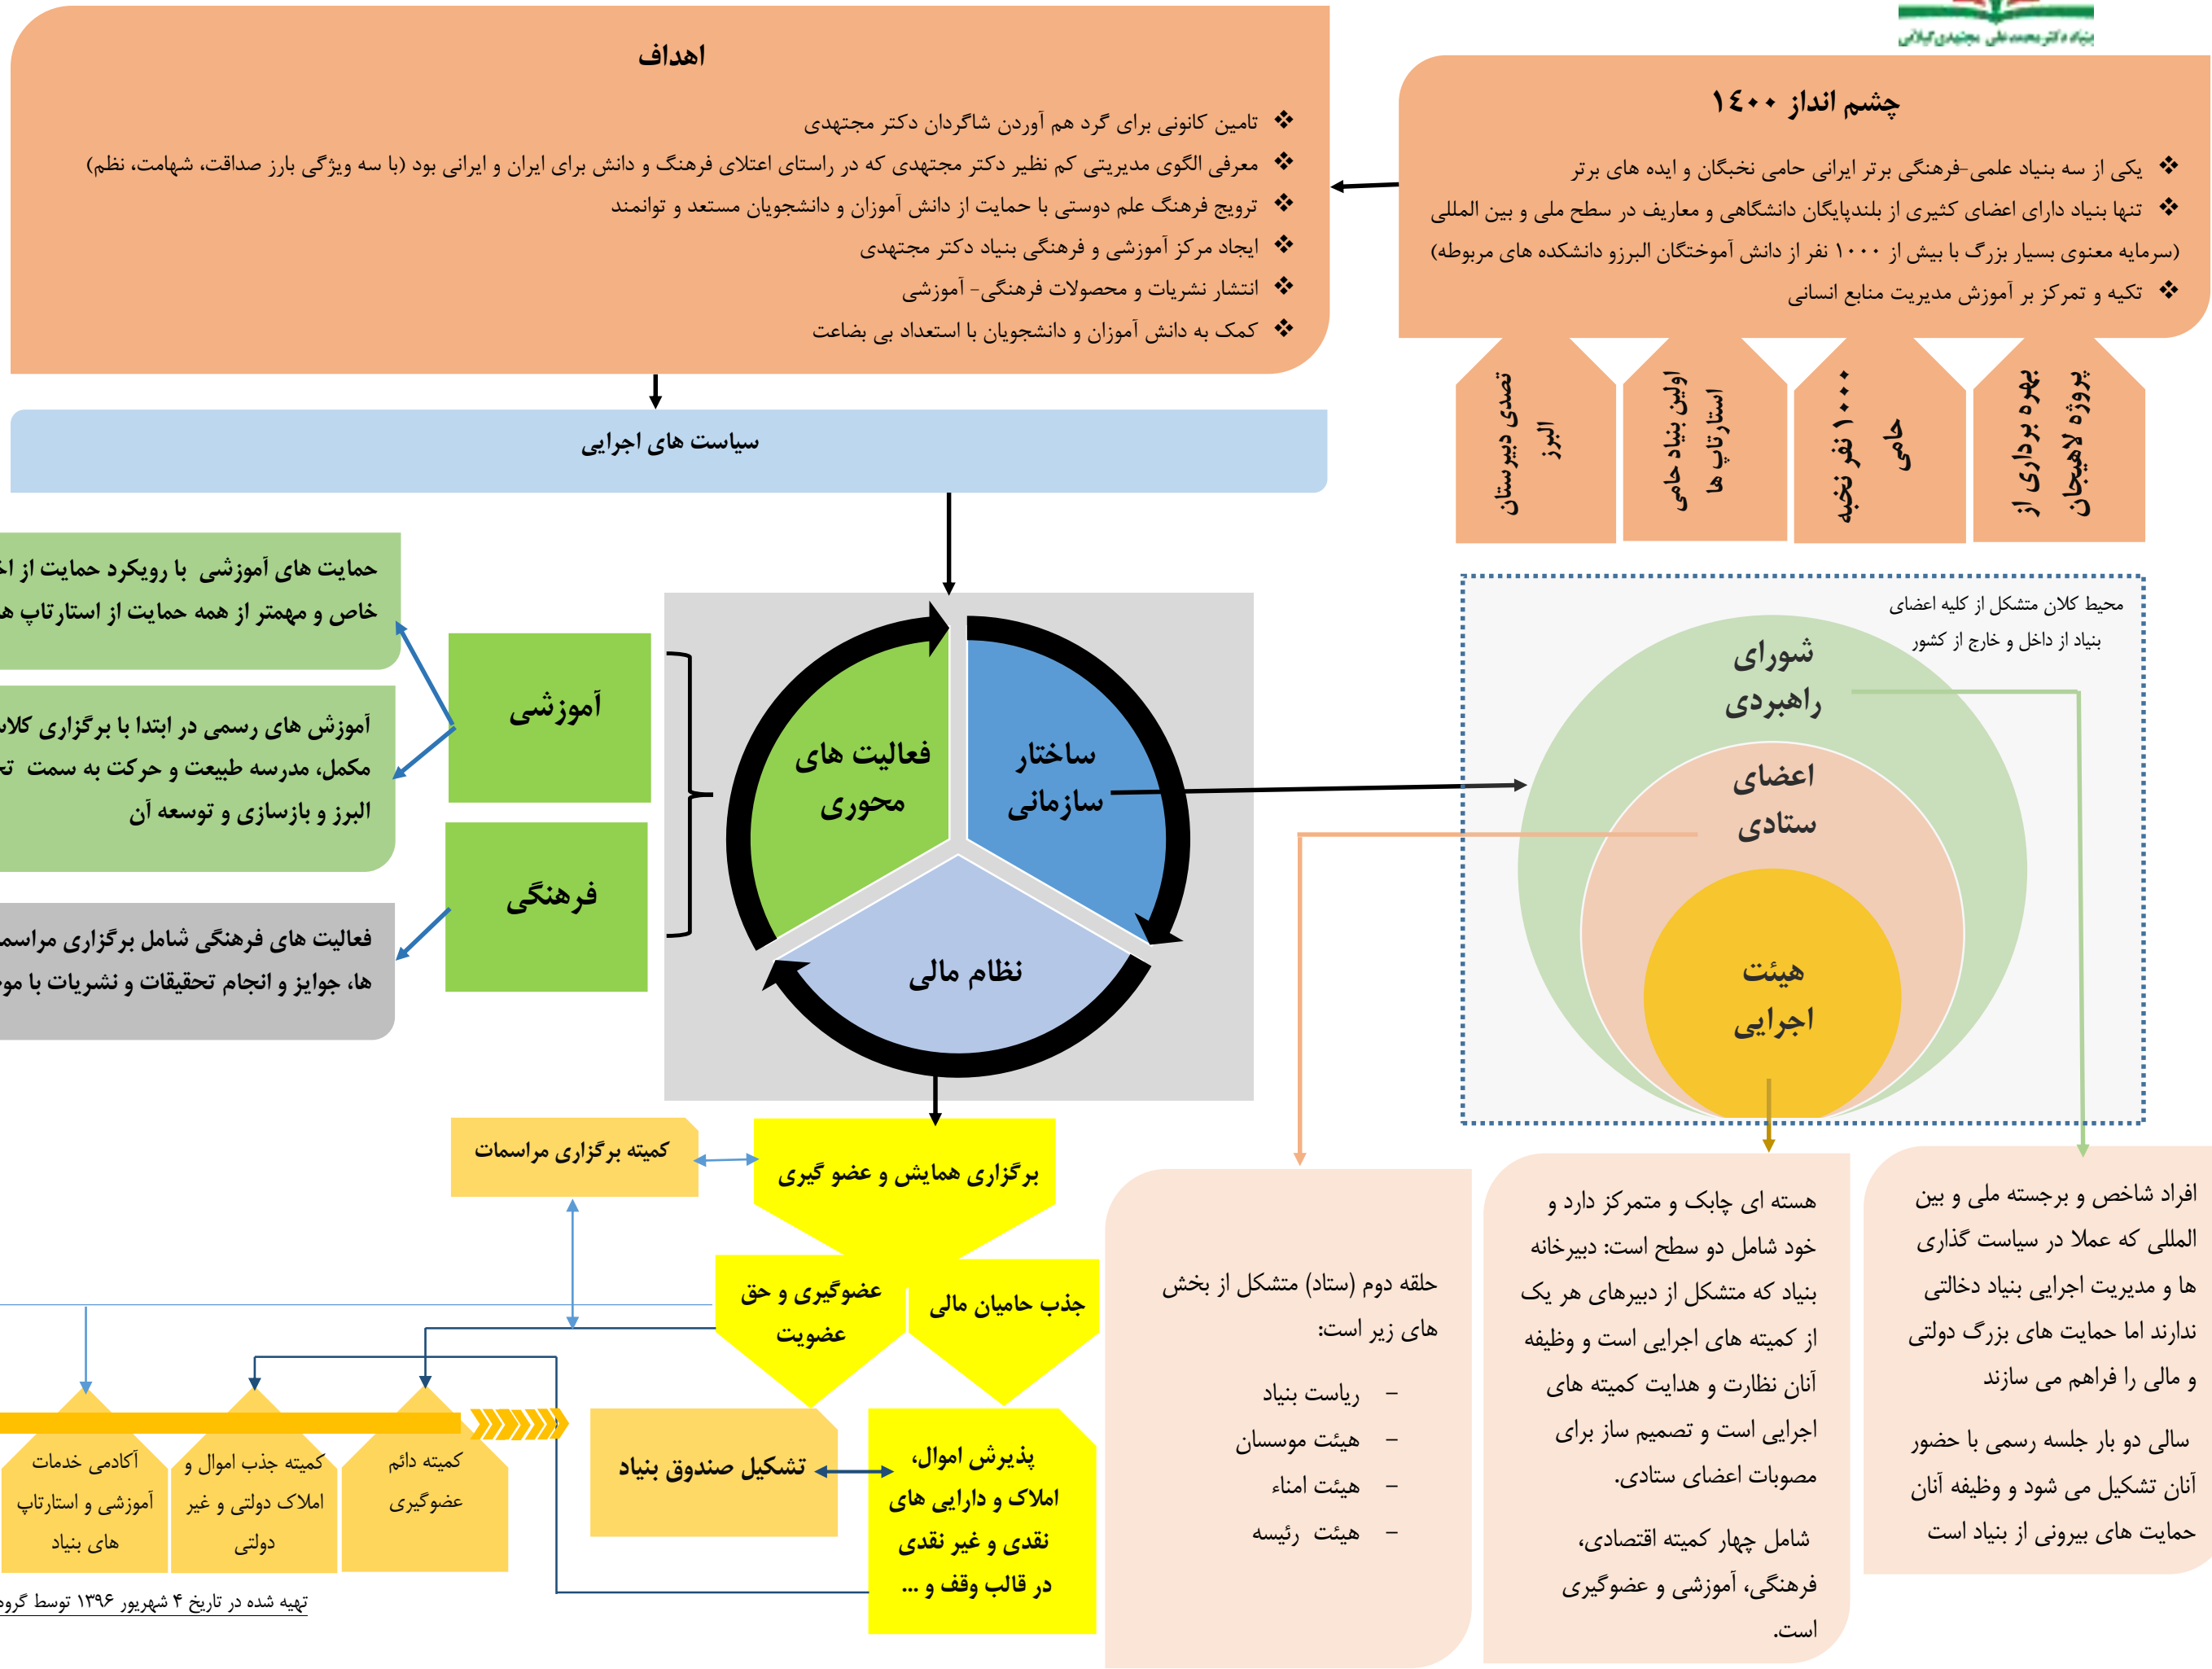 بنیاد دکتر محمد علی مجتهدی گیلانی
چشم انداز ۱۴۰۰
❖ یکی از سه بنیاد علمی-فرهنگی برتر ایرانی حامی نخبگان و ایده های برتر
❖ تنها بنیاد دارای اعضای کثیری از بلندپایگان دانشگاهی و معاریف در سطح ملی و بین المللی
(سرمایه معنوی بسیار بزرگ با بیش از ۱۰۰۰ نفر از دانش آموختگان البرزو دانشکده های مربوطه)
❖ تکیه و تمرکز بر آموزش مدیریت منابع انسانی
بهره برداری از
پروژه لاهیجان
۱۰۰۰ نفر نخبه
حامی
اولین بنیاد حامی
استارتاپ ها
تصدی دبیرستان
البرز
اهداف
❖ تامین کانونی برای گرد هم آوردن شاگردان دکتر مجتهدی
❖ معرفی الگوی مدیریتی کم نظیر دکتر مجتهدی که در راستای اعتلای فرهنگ و دانش برای ایران و ایرانی بود (با سه ویژگی بارز صداقت، شهامت، نظم)
❖ ترویج فرهنگ علم دوستی با حمایت از دانش آموزان و دانشجویان مستعد و توانمند
❖ ایجاد مرکز آموزشی و فرهنگی بنیاد دکتر مجتهدی
❖ انتشار نشریات و محصولات فرهنگی- آموزشی
❖ کمک به دانش آموزان و دانشجویان با استعداد بی بضاعت
سیاست های اجرایی
محیط کلان متشکل از کلیه اعضای
بنیاد از داخل و خارج از کشور
شورای
راهبردی
اعضای
ستادی
هیئت
اجرایی
ساختار
سازمانی
فعالیت های
محوری
نظام مالی
آموزشی
فرهنگی
حمایت های آموزشی با رویکرد حمایت از
خاص و مهمتر از همه حمایت از استارتاپ
آموزش های رسمی در ابتدا با برگزاری
مکمل، مدرسه طبیعت و حرکت به سمت
البرز و بازسازی و توسعه آن
فعالیت های فرهنگی شامل برگزاری
ها، جوایز و انجام تحقیقات و نشریات با
افراد شاخص و برجسته ملی و بین
المللی که عملا در سیاست گذاری
ها و مدیریت اجرایی بنیاد دخالتی
ندارند اما حمایت های بزرگ دولتی
و مالی را فراهم می سازند
سالی دو بار جلسه رسمی با حضور
آنان تشکیل می شود و وظیفه آنان
حمایت های بیرونی از بنیاد است
هسته ای چابک و متمرکز دارد و
خود شامل دو سطح است: دبیرخانه
بنیاد که متشکل از دبیرهای هر یک
از کمیته های اجرایی است و وظیفه
آنان نظارت و هدایت کمیته های
اجرایی است و تصمیم ساز برای
مصوبات اعضای ستادی.
شامل چهار کمیته اقتصادی،
فرهنگی، آموزشی و عضوگیری
است.
حلقه دوم (ستاد) متشکل از بخش
های زیر است:
- ریاست بنیاد
- هیئت موسسان
- هیئت امناء
- هیئت رئیسه
برگزاری همایش و عضو گیری
کمیته برگزاری مراسمات
جذب حامیان مالی
عضوگیری و حق
عضویت
پذیرش اموال،
املاک و دارایی های
نقدی و غیر نقدی
در قالب وقف و ...
تشکیل صندوق بنیاد
کمیته دائم
عضوگیری
کمیته جذب اموال و
املاک دولتی و غیر
دولتی
آکادمی خدمات
آموزشی و استارتاپ
های بنیاد
تهیه شده در تاریخ ۴ شهریور ۱۳۹۶ توسط